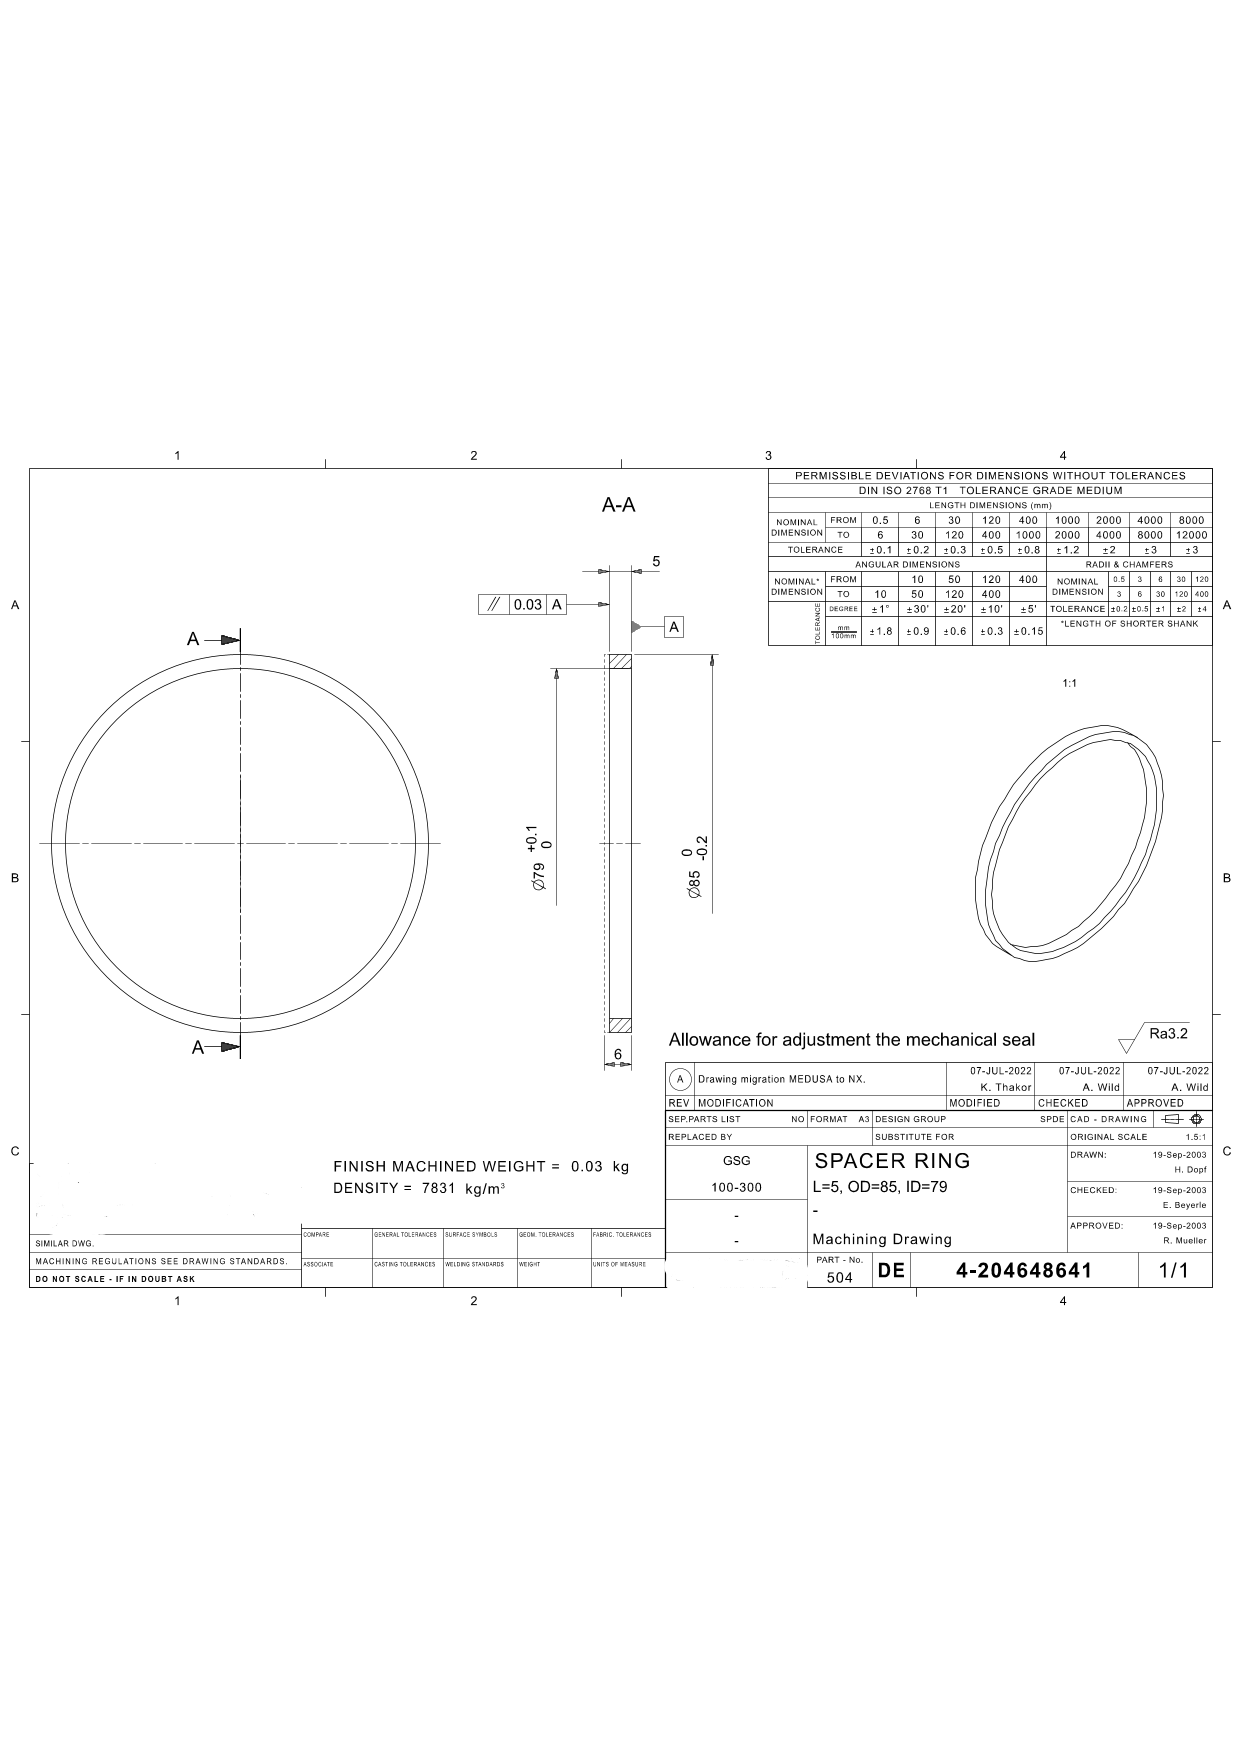 1 2 3 4
PERMISSIBLE DEVIATIONS FOR DIMENSIONS WITHOUT TOLERANCES
DIN ISO 2768 T1 TOLERANCE GRADE MEDIUM
LENGTH DIMENSIONS (mm)
NOMINAL DIMENSION FROM 0.5 6 30 120 400 1000 2000 4000 8000
TO 6 30 120 400 1000 2000 4000 8000 12000
TOLERANCE ±0.1 ±0.2 ±0.3 ±0.5 ±0.8 ±1.2 ±2 ±3 ±3
ANGULAR DIMENSIONS RADII & CHAMFERS
NOMINAL* DIMENSION FROM 10 50 120 400 NOMINAL DIMENSION 0.5 3 6 30 120
TO 10 50 120 400 3 6 30 120 400
TOLERANCE DEGREE ±1° ±30' ±20' ±10' ±5' TOLERANCE ±0.2 ±0.5 ±1 ±2 ±4
mm/100mm ±1.8 ±0.9 ±0.6 ±0.3 ±0.15 *LENGTH OF SHORTER SHANK
A-A
5
// 0.03 A
A
A A
A
1:1
Ø79 +0.1 0
Ø85 0 -0.2
B B
A
6
Allowance for adjustment the mechanical seal
Ra3.2
A Drawing migration MEDUSA to NX. 07-JUL-2022 07-JUL-2022 07-JUL-2022
K. Thakor A. Wild A. Wild
REV MODIFICATION MODIFIED CHECKED APPROVED
SEP.PARTS LIST NO FORMAT A3 DESIGN GROUP SPDE CAD - DRAWING
REPLACED BY SUBSTITUTE FOR ORIGINAL SCALE 1.5:1
C C
GSG
100-300
-
-
SPACER RING
L=5, OD=85, ID=79
-
Machining Drawing
DRAWN: 19-Sep-2003
H. Dopf
CHECKED: 19-Sep-2003
E. Beyerle
APPROVED: 19-Sep-2003
R. Mueller
FINISH MACHINED WEIGHT = 0.03 kg
DENSITY = 7831 kg/m³
SIMILAR DWG.
MACHINING REGULATIONS SEE DRAWING STANDARDS.
DO NOT SCALE - IF IN DOUBT ASK
COMPARE GENERAL TOLERANCES SURFACE SYMBOLS GEOM. TOLERANCES FABRIC. TOLERANCES
ASSOCIATE CASTING TOLERANCES WELDING STANDARDS WEIGHT UNITS OF MEASURE
PART - No.
504
DE 4-204648641 1/1
1 2 4